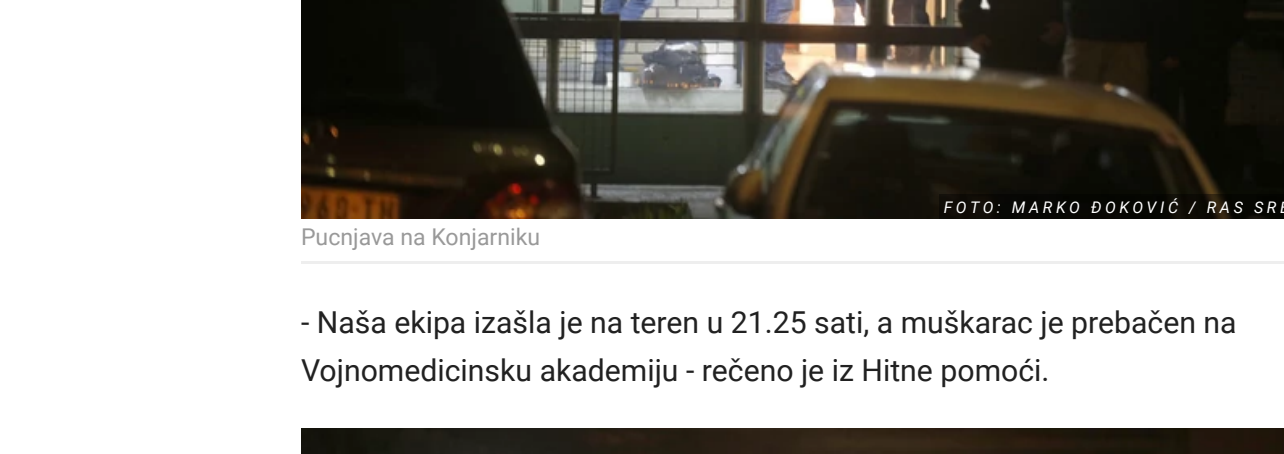 FOTO: MARKO ĐOKOVIĆ / RAS
Pucnjava na Konjarniku
- Naša ekipa izašla je na teren u 21.25 sati, a muškarac je prebačen na
Vojnomedicinsku akademiju - rečeno je iz Hitne pomoći.